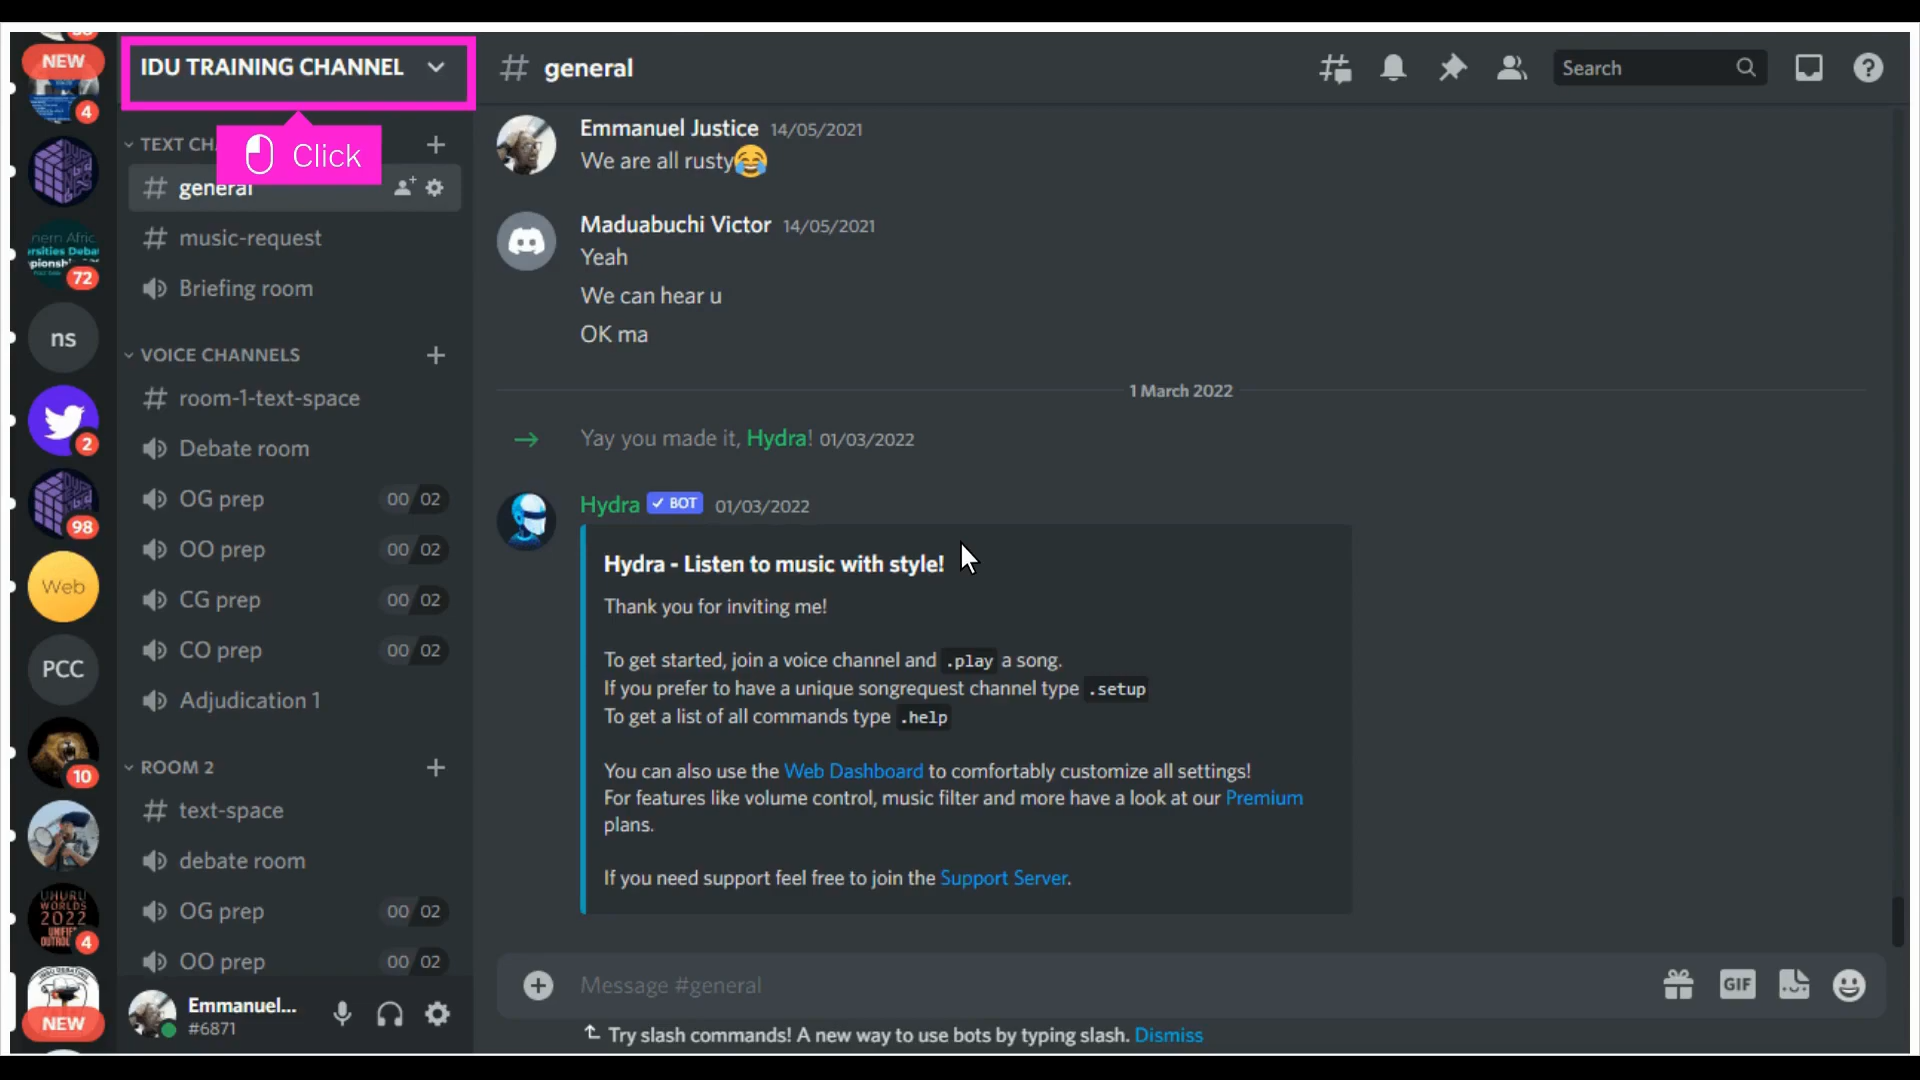 NEW
4
nern Afric
rsities Deba
pionsh
72
ns
2
98
Web
PCC
10
UHURU
WORLDS
2022
4
NEW
IDU TRAINING CHANNEL
Click
TEXT CH
general
music-request
Briefing room
VOICE CHANNELS
room-1-text-space
Debate room
OG prep 00 02
OO prep 00 02
CG prep 00 02
CO prep 00 02
Adjudication 1
ROOM 2
text-space
debate room
OG prep 00 02
OO prep 00 02
Emmanuel...
#6871
general
Search
Emmanuel Justice 14/05/2021
We are all rusty😂
Maduabuchi Victor 14/05/2021
Yeah
We can hear u
OK ma
1 March 2022
Yay you made it, Hydra! 01/03/2022
Hydra BOT 01/03/2022
Hydra - Listen to music with style!
Thank you for inviting me!
To get started, join a voice channel and .play a song.
If you prefer to have a unique songrequest channel type .setup
To get a list of all commands type .help
You can also use the Web Dashboard to comfortably customize all settings!
For features like volume control, music filter and more have a look at our Premium
plans.
If you need support feel free to join the Support Server.
Message #general
GIF
Try slash commands! A new way to use bots by typing slash. Dismiss